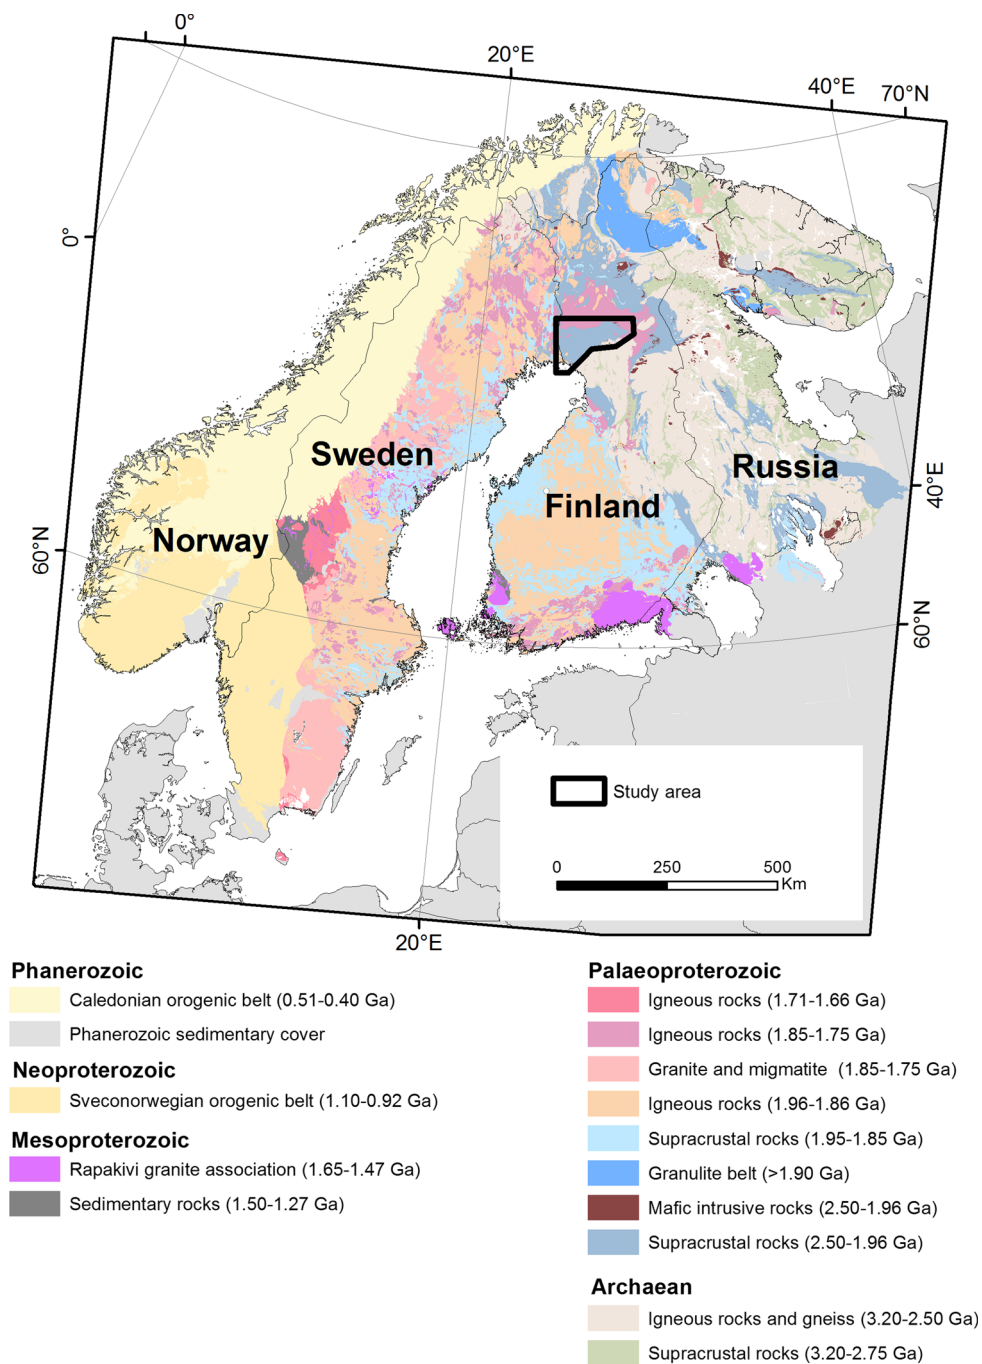 0°
20°E
40°E
70°N
0°
Sweden
Russia
40°E
Finland
Norway
60°N
60°N
Study area
0
250
500
Km
20°E
Phanerozoic
Caledonian orogenic belt (0.51-0.40 Ga)
Phanerozoic sedimentary cover
Neoproterozoic
Sveconorwegian orogenic belt (1.10-0.92 Ga)
Mesoproterozoic
Rapakivi granite association (1.65-1.47 Ga)
Sedimentary rocks (1.50-1.27 Ga)
Palaeoproterozoic
Igneous rocks (1.71-1.66 Ga)
Igneous rocks (1.85-1.75 Ga)
Granite and migmatite (1.85-1.75 Ga)
Igneous rocks (1.96-1.86 Ga)
Supracrustal rocks (1.95-1.85 Ga)
Granulite belt (>1.90 Ga)
Mafic intrusive rocks (2.50-1.96 Ga)
Supracrustal rocks (2.50-1.96 Ga)
Archaean
Igneous rocks and gneiss (3.20-2.50 Ga)
Supracrustal rocks (3.20-2.75 Ga)